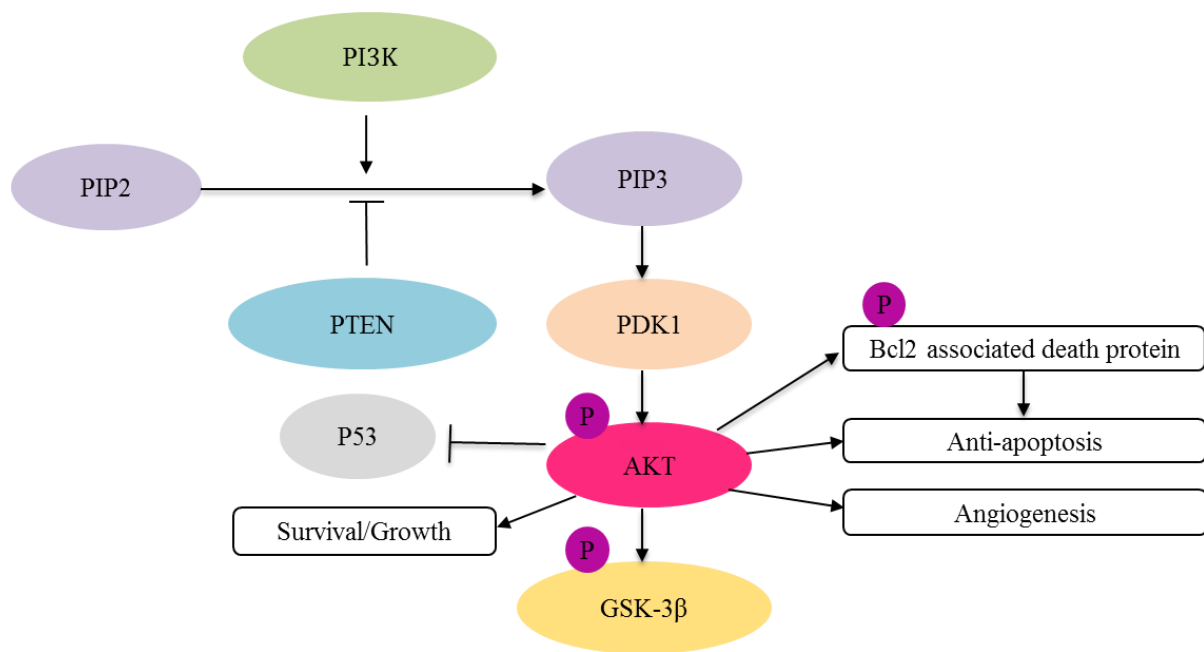 PI3K
PIP2
PIP3
PTEN
PDK1
P
Bcl2 associated death protein
P53
P
AKT
Anti-apoptosis
Survival/Growth
Angiogenesis
P
GSK-3β